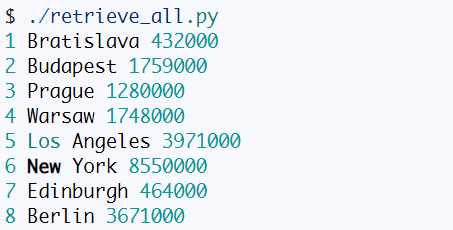 $ ./retrieve_all.py
1 Bratislava 432000
2 Budapest 1759000
3 Prague 1280000
4 Warsaw 1748000
5 Los Angeles 3971000
6 New York 8550000
7 Edinburgh 464000
8 Berlin 3671000